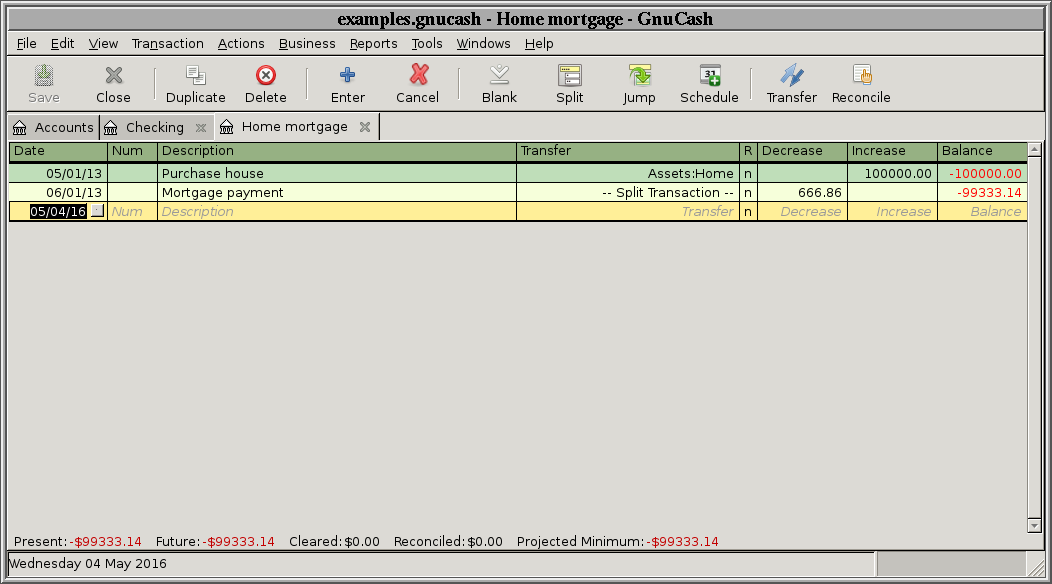 examples.gnucash - Home mortgage - GnuCash
File Edit View Transaction Actions Business Reports Tools Windows Help
Save Close Duplicate Delete Enter Cancel Blank Split Jump Schedule Transfer Reconcile
Accounts Checking Home mortgage
Date Num Description Transfer R Decrease Increase Balance
05/01/13 Purchase house Assets:Home n 100000.00 -100000.00
06/01/13 Mortgage payment -- Split Transaction -- n 666.86 -99333.14
05/04/16 Num Description Transfer n Decrease Increase Balance
Present:-$99333.14 Future:-$99333.14 Cleared:$0.00 Reconciled:$0.00 Projected Minimum:-$99333.14
Wednesday 04 May 2016